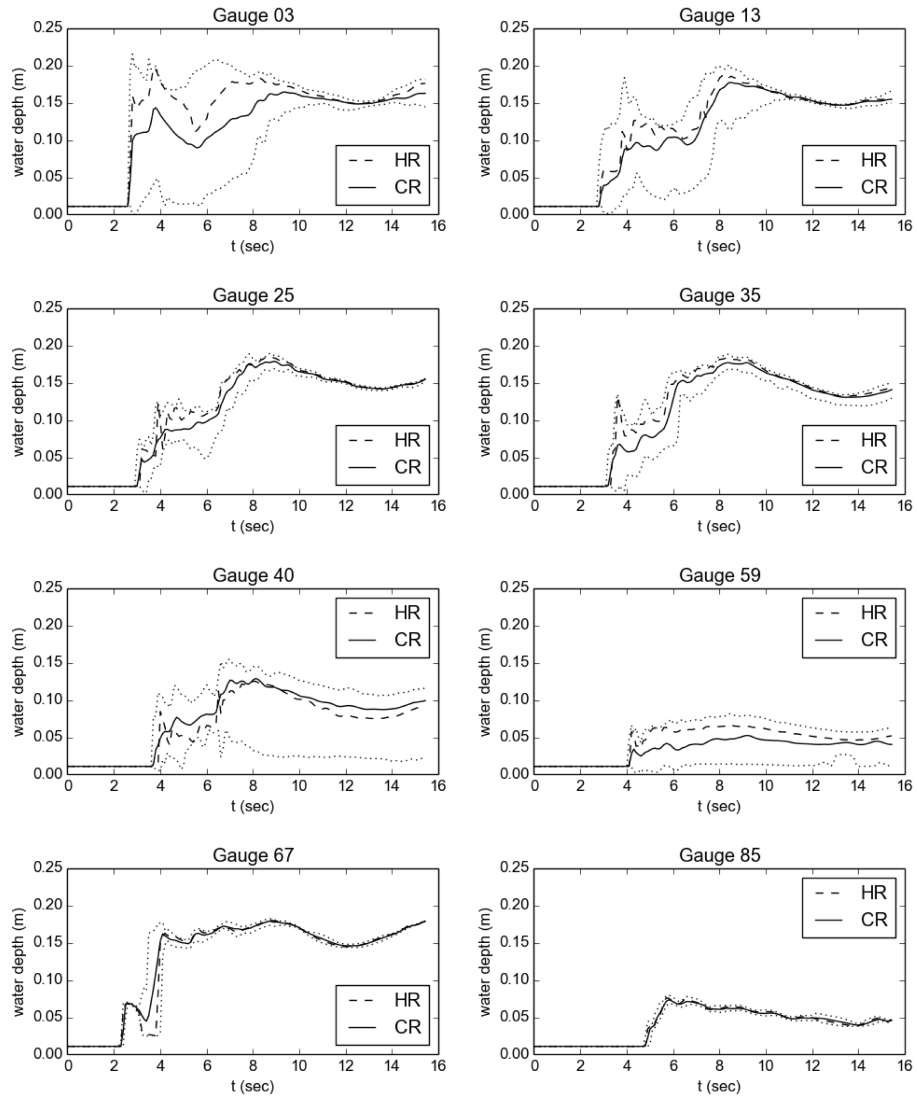 Gauge 03
0.25
0.20
0.15
0.10
0.05
0.00
water depth (m)
HR
CR
0 2 4 6 8 10 12 14 16
t (sec)
Gauge 13
0.25
0.20
0.15
0.10
0.05
0.00
water depth (m)
HR
CR
0 2 4 6 8 10 12 14 16
t (sec)
Gauge 25
0.25
0.20
0.15
0.10
0.05
0.00
water depth (m)
HR
CR
0 2 4 6 8 10 12 14 16
t (sec)
Gauge 35
0.25
0.20
0.15
0.10
0.05
0.00
water depth (m)
HR
CR
0 2 4 6 8 10 12 14 16
t (sec)
Gauge 40
0.25
0.20
0.15
0.10
0.05
0.00
water depth (m)
HR
CR
0 2 4 6 8 10 12 14 16
t (sec)
Gauge 59
0.25
0.20
0.15
0.10
0.05
0.00
water depth (m)
HR
CR
0 2 4 6 8 10 12 14 16
t (sec)
Gauge 67
0.25
0.20
0.15
0.10
0.05
0.00
water depth (m)
HR
CR
0 2 4 6 8 10 12 14 16
t (sec)
Gauge 85
0.25
0.20
0.15
0.10
0.05
0.00
water depth (m)
HR
CR
0 2 4 6 8 10 12 14 16
t (sec)